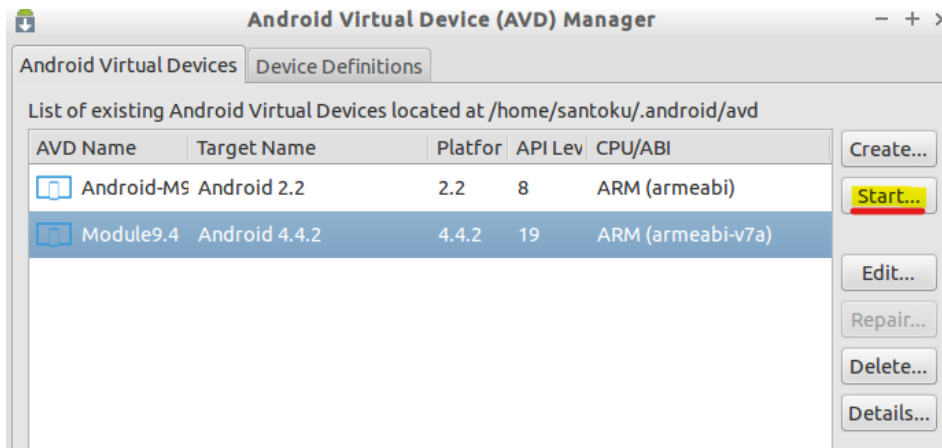 Android Virtual Device (AVD) Manager
Android Virtual Devices Device Definitions
List of existing Android Virtual Devices located at /home/santoku/.android/avd
AVD Name Target Name Platfor API Lev CPU/ABI
Android-M9 Android 2.2 2.2 8 ARM (armeabi)
Module9.4 Android 4.4.2 4.4.2 19 ARM (armeabi-v7a)
Create...
Start...
Edit...
Repair...
Delete...
Details...